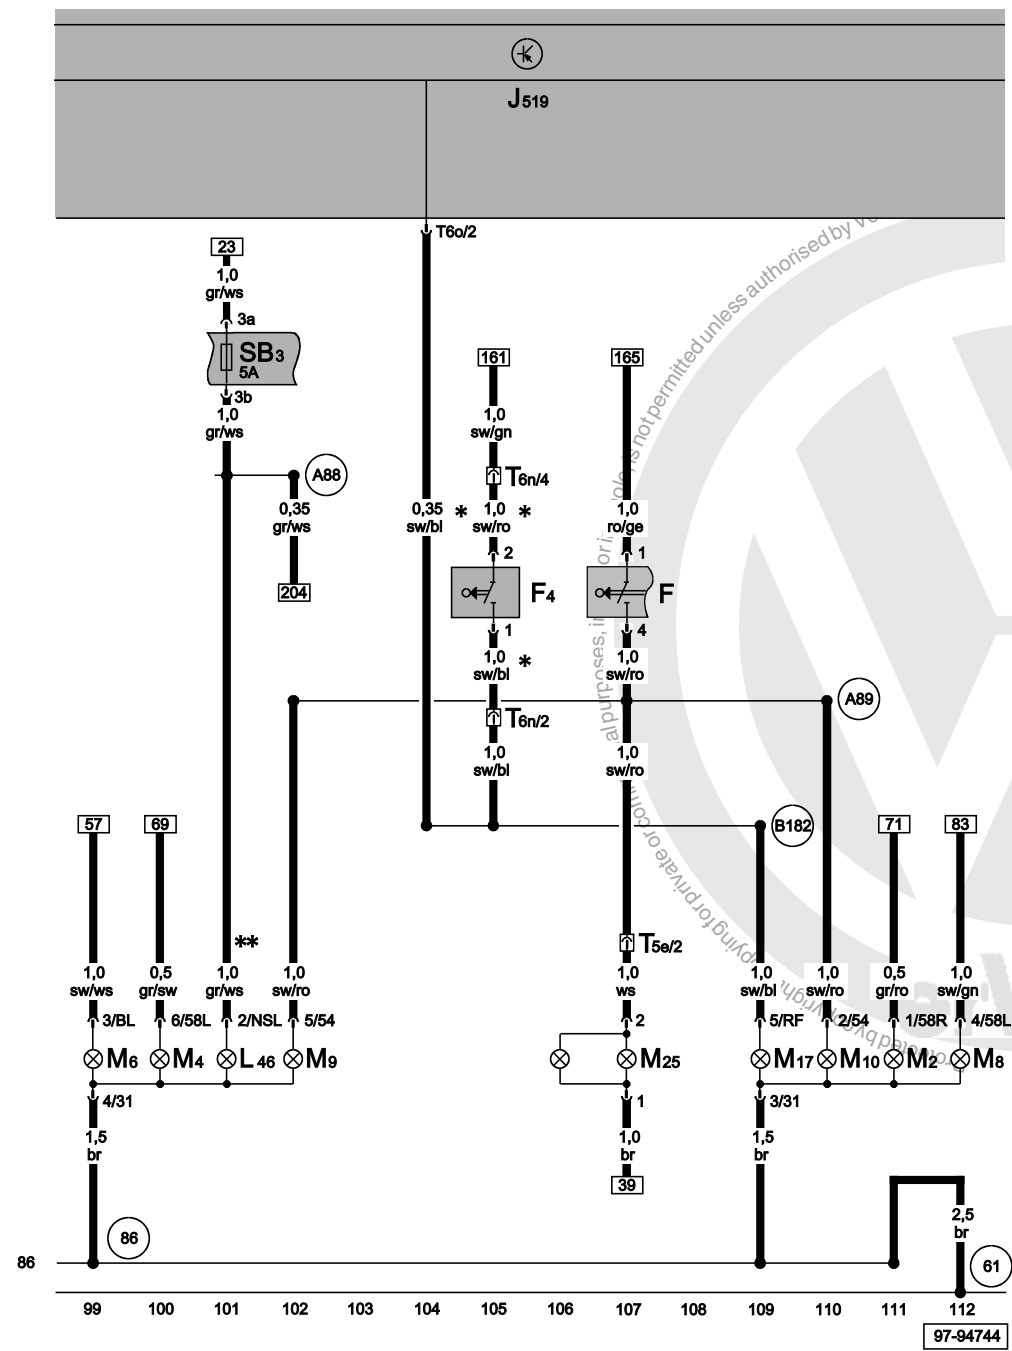 J519
T6o/2
23
1,0
gr/ws
3a
SB3
5A
3b
1,0
gr/ws
A88
0,35
gr/ws
204
161
1,0
sw/gn
T6n/4
0,35
sw/bl
*
1,0
sw/ro
*
2
F4
1
1,0
sw/bl
*
T6n/2
1,0
sw/bl
165
1,0
ro/ge
1
F
4
1,0
sw/ro
A89
1,0
sw/ro
B182
57
69
71
83
**
T5e/2
1,0
sw/ws
0,5
gr/sw
1,0
gr/ws
1,0
sw/ro
1,0
ws
1,0
sw/bl
1,0
sw/ro
0,5
gr/ro
1,0
sw/gn
3/BL
6/58L
2/NSL
5/54
2
5/RF
2/54
1/58R
4/58L
M6
M4
L46
M9
M25
M17
M10
M2
M8
4/31
1
3/31
1,5
br
1,0
br
1,5
br
39
2,5
br
86
86
61
99 100 101 102 103 104 105 106 107 108 109 110 111 112
97-94744